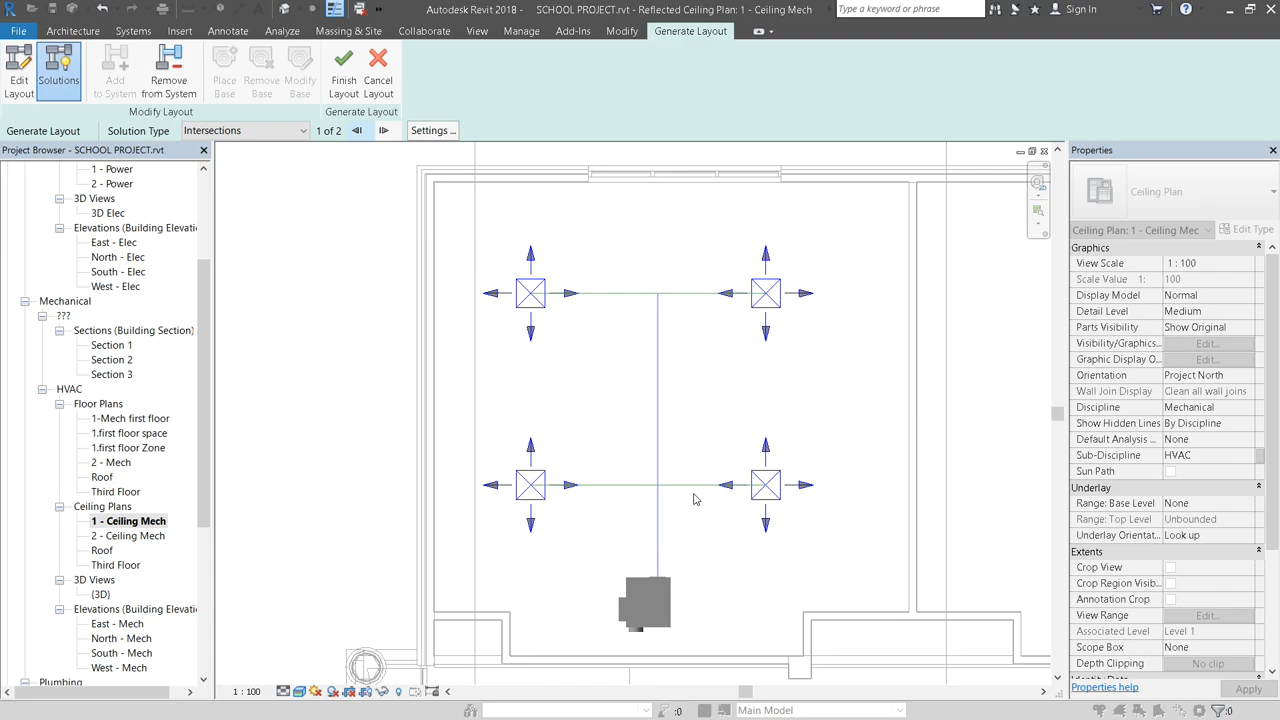 Autodesk Revit 2018 - SCHOOL PROJECT.rvt - Reflected Ceiling Plan: 1 - Ceiling Mech
Type a keyword or phrase
Sign In
File Architecture Systems Insert Annotate Analyze Massing & Site Collaborate View Manage Add-Ins Modify Generate Layout
Edit Layout
Solutions
Add to System
Remove from System
Place Base
Remove Base
Modify Base
Finish Layout
Cancel Layout
Modify Layout
Generate Layout
Generate Layout Solution Type Intersections 1 of 2 Settings ...
Project Browser - SCHOOL PROJECT.rvt
1 - Power
2 - Power
3D Views
3D Elec
Elevations (Building Elevatio
East - Elec
North - Elec
South - Elec
West - Elec
Mechanical
???
Sections (Building Section)
Section 1
Section 2
Section 3
HVAC
Floor Plans
1-Mech first floor
1.first floor space
1.first floor Zone
2 - Mech
Roof
Third Floor
Ceiling Plans
1 - Ceiling Mech
2 - Ceiling Mech
Roof
Third Floor
3D Views
{3D}
Elevations (Building Elevatio
East - Mech
North - Mech
South - Mech
West - Mech
Plumbing
Properties
Ceiling Plan
Ceiling Plan: 1 - Ceiling Mec Edit Type
Graphics
View Scale 1 : 100
Scale Value 1: 100
Display Model Normal
Detail Level Medium
Parts Visibility Show Original
Visibility/Graphics... Edit...
Graphic Display O... Edit...
Orientation Project North
Wall Join Display Clean all wall joins
Discipline Mechanical
Show Hidden Lines By Discipline
Default Analysis ... None
Sub-Discipline HVAC
Sun Path
Underlay
Range: Base Level None
Range: Top Level Unbounded
Underlay Orientat... Look up
Extents
Crop View
Crop Region Visib...
Annotation Crop
View Range Edit...
Associated Level Level 1
Scope Box None
Depth Clipping No clip
Properties help Apply
1 : 100
:0 Main Model :0